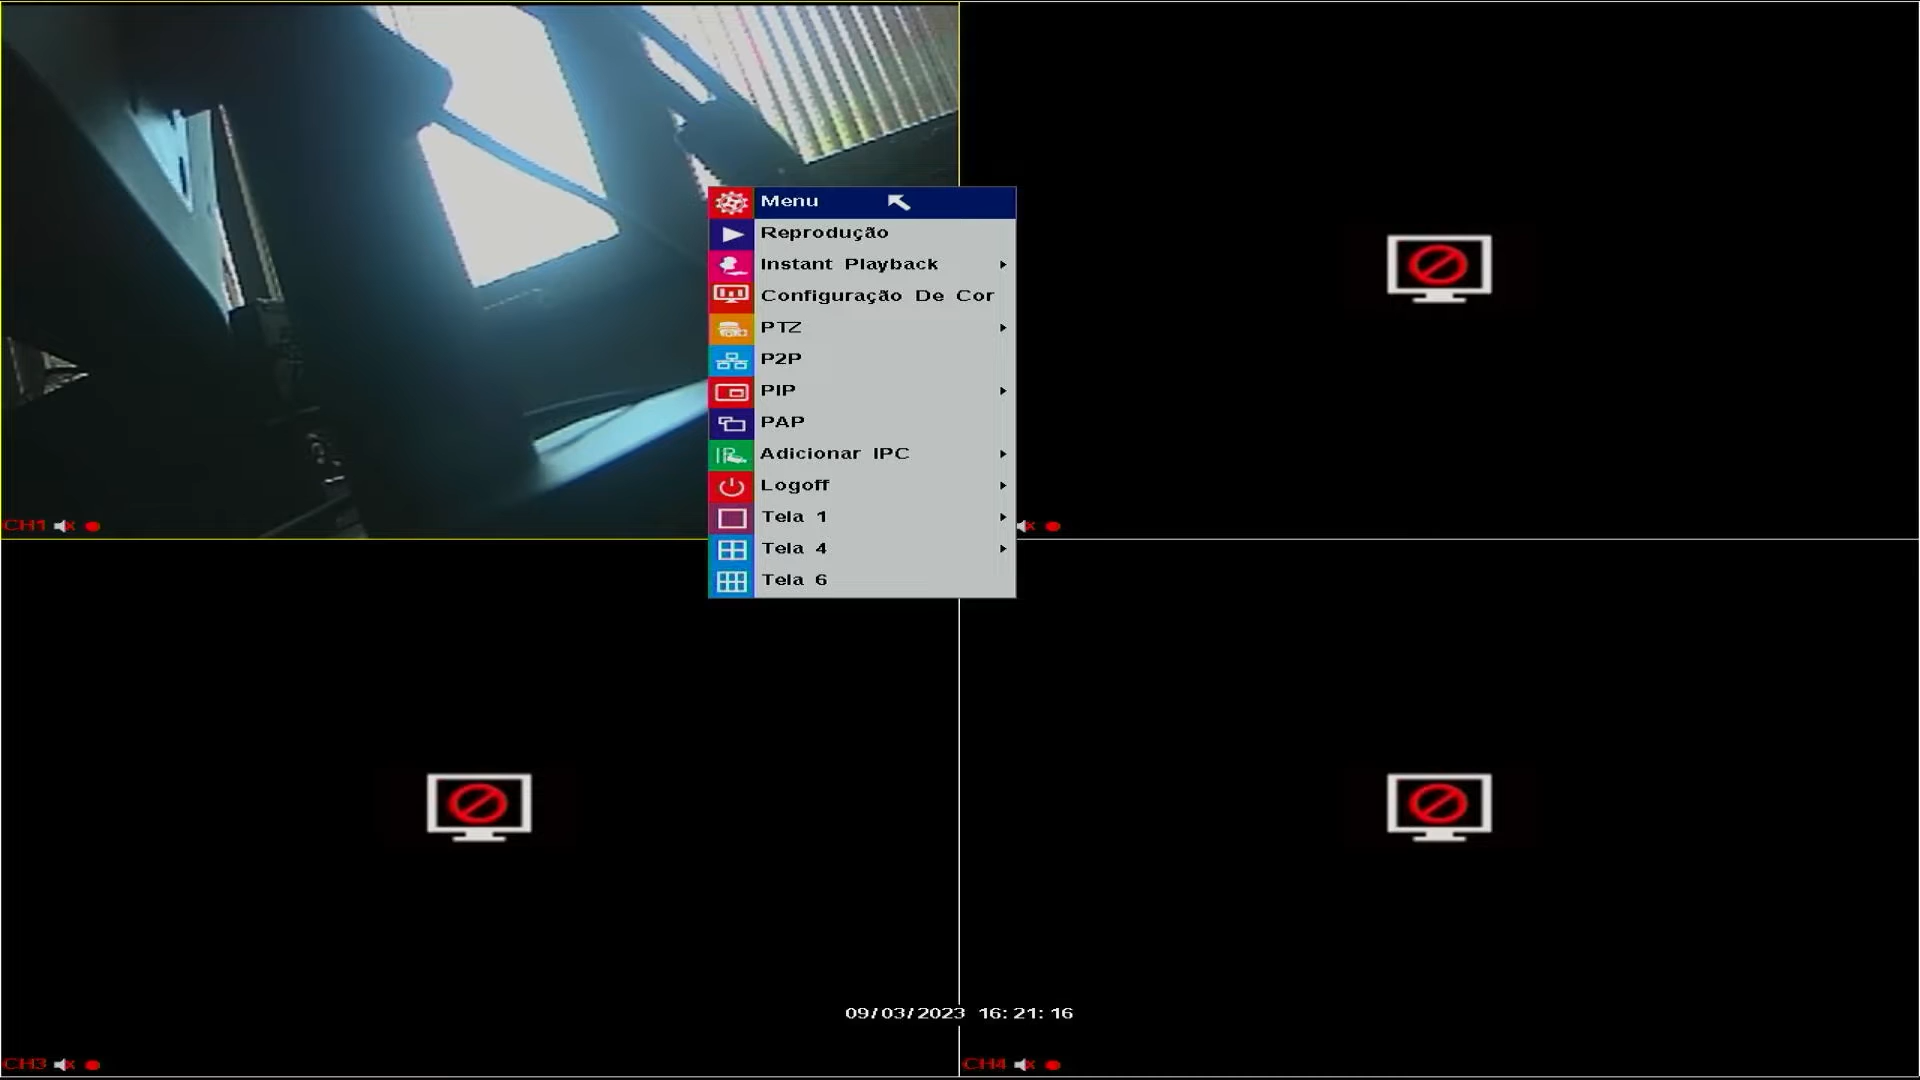 Menu
Reprodução
Instant Playback
Configuração De Cor
PTZ
P2P
PIP
PAP
Adicionar IPC
Logoff
Tela 1
Tela 4
Tela 6
CH1
09/03/2023 16:21:16
CH3
CH4